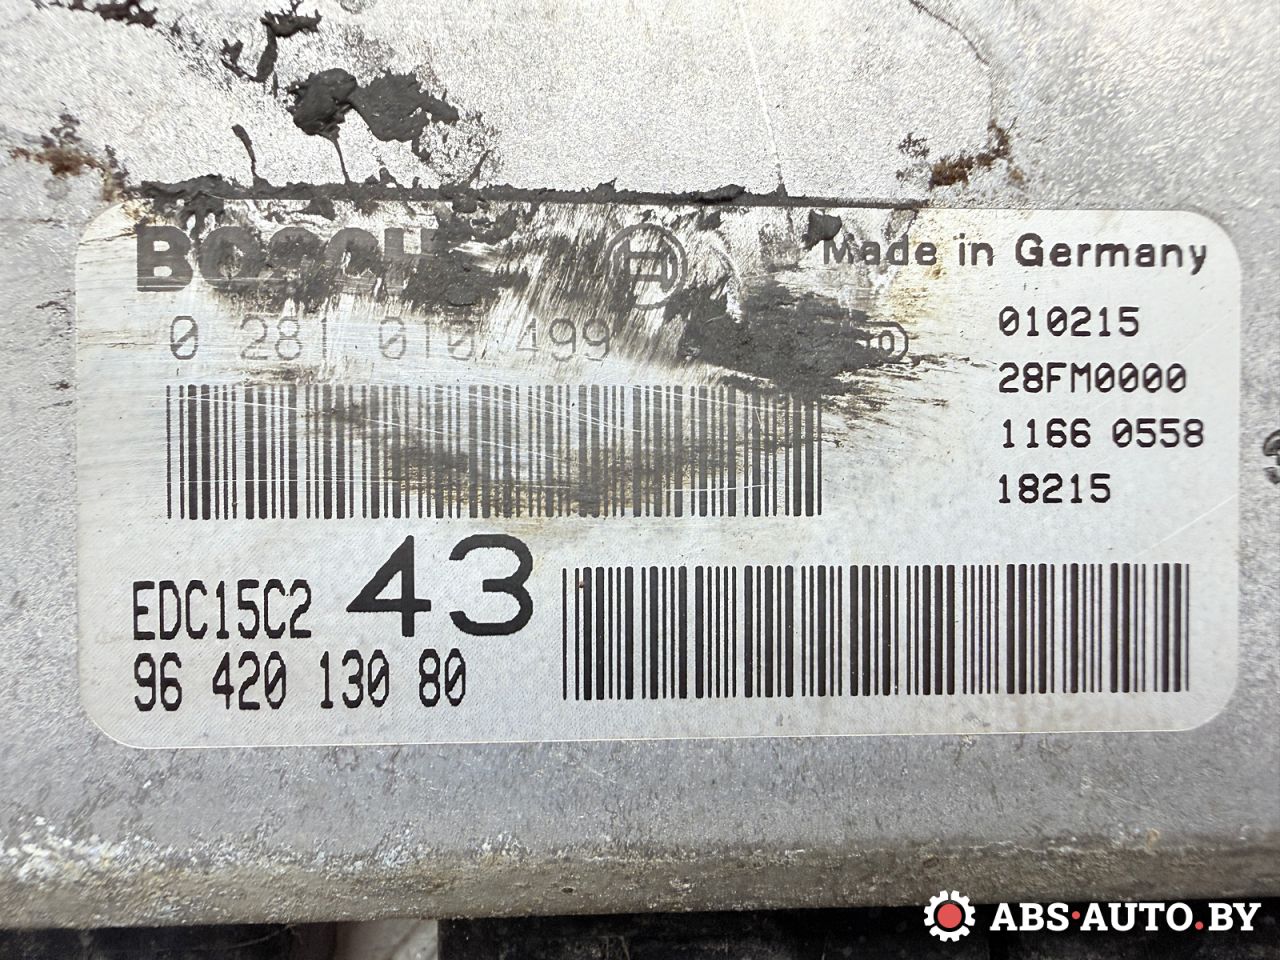 BOSCH
Made in Germany
0 281 010 499
10
010215
28FM0000
1166 0558
18215
EDC15C2
43
96 420 130 80
ABS·AUTO.BY